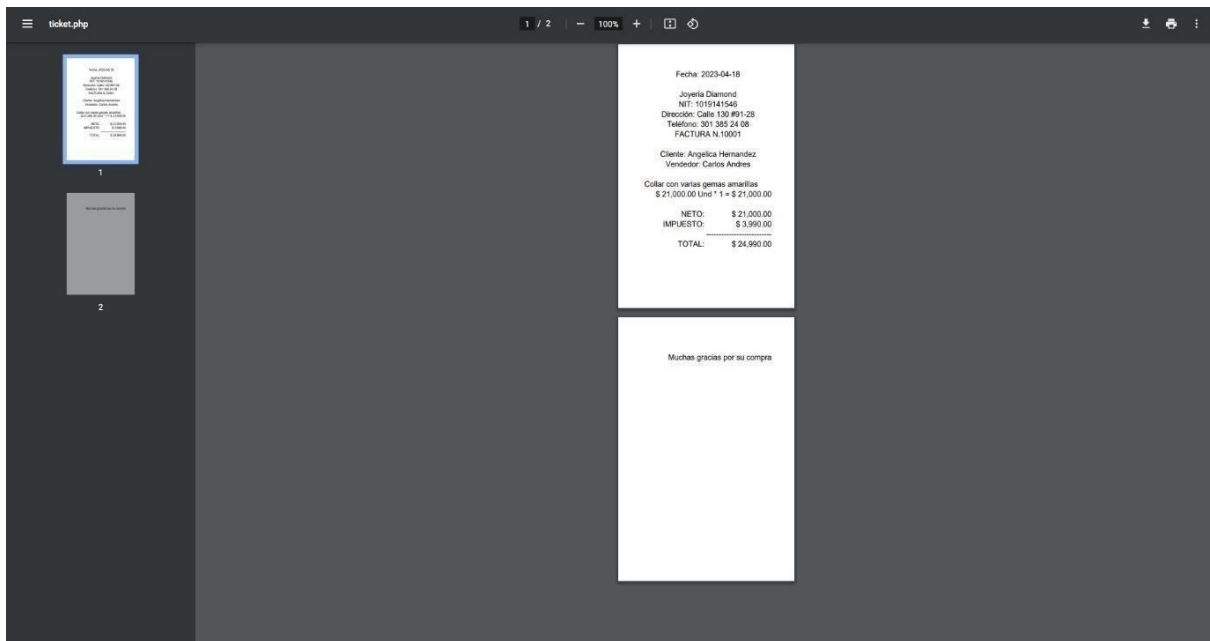 ticket.php
1 / 2
100%
Fecha: 2023-04-18
Joyeria Diamond
NIT: 1019141546
Dirección: Calle 130 #91-28
Teléfono: 301 385 24 08
FACTURA N.10001
Cliente: Angelica Hernandez
Vendedor: Carlos Andres
Collar con varias gemas amarillas
$ 21,000.00 Und * 1 = $ 21,000.00
NETO: $ 21,000.00
IMPUESTO: $ 3,990.00
---------------------------
TOTAL: $ 24,990.00
Muchas gracias por su compra
1
2